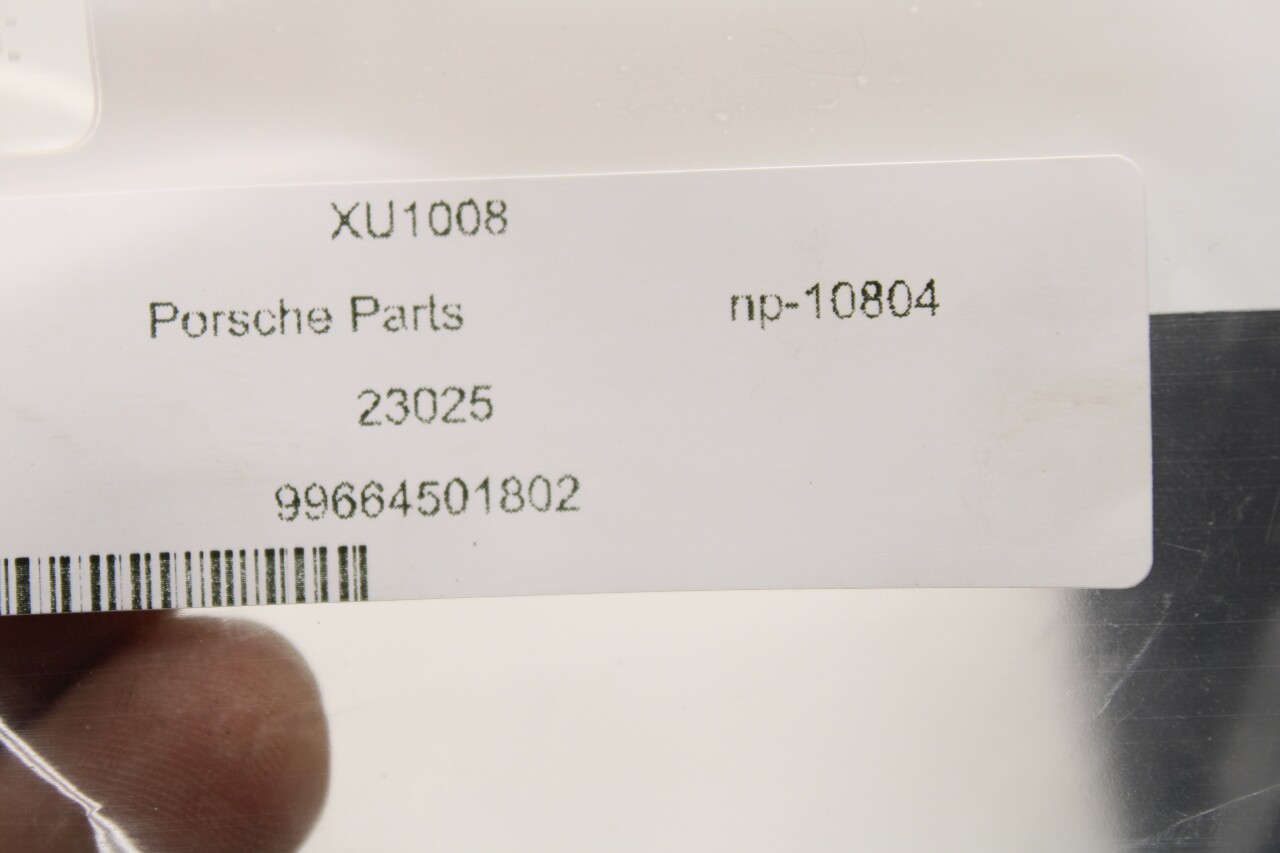 XU1008
Porsche Parts np-10804
23025
99664501802